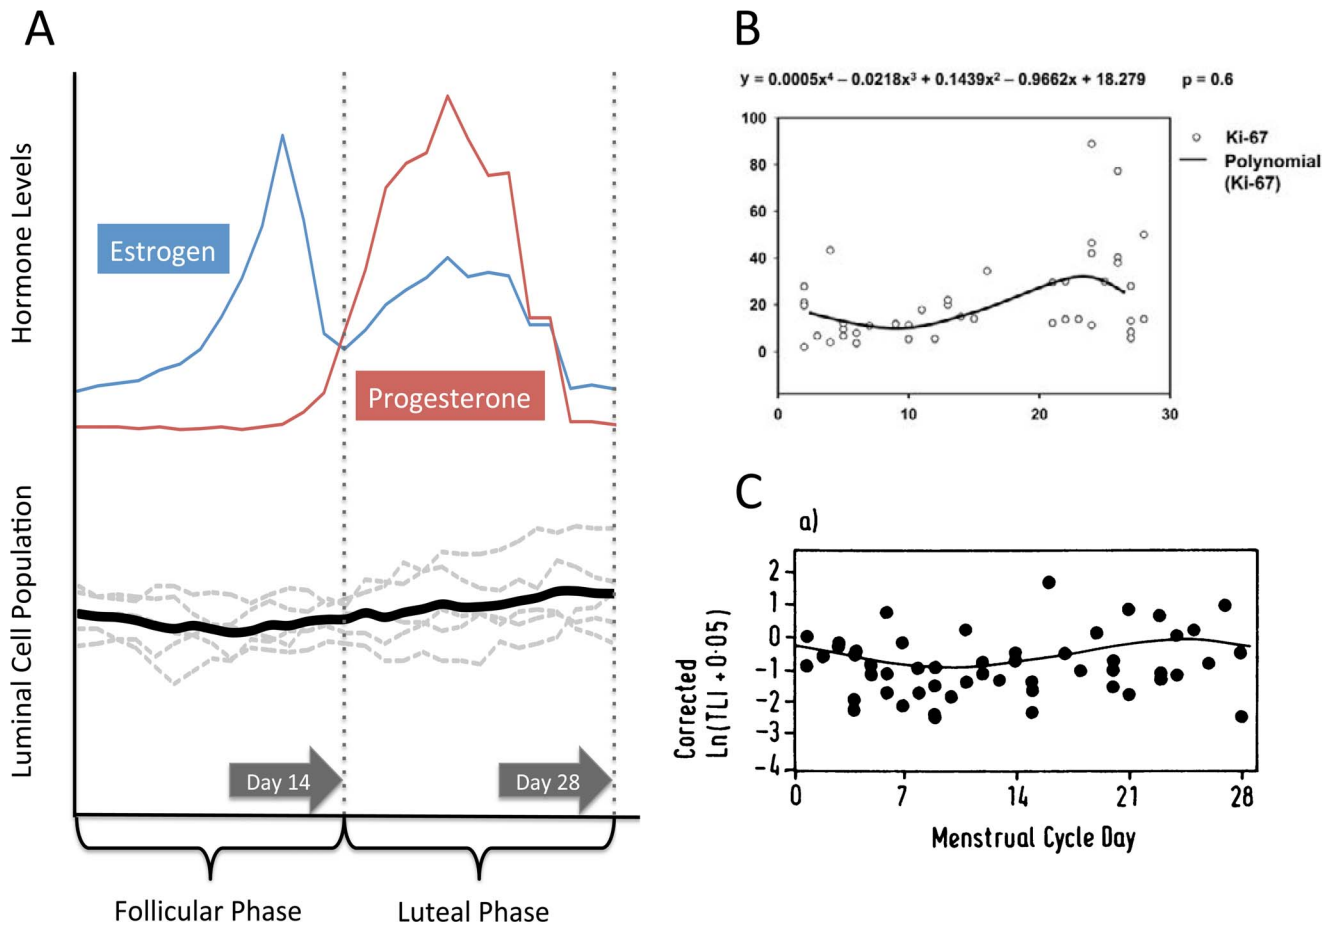 A
Hormone Levels
Estrogen
Progesterone
Luminal Cell Population
Day 14
Day 28
Follicular Phase
Luteal Phase
B
y = 0.0005x⁴ – 0.0218x³ + 0.1439x² – 0.9662x + 18.279 p = 0.6
100
80
60
40
20
0
0 10 20 30
Ki-67
Polynomial
(Ki-67)
C
a)
Corrected
Ln(TLI + 0·05)
2
1
0
-1
-2
-3
-4
0 7 14 21 28
Menstrual Cycle Day